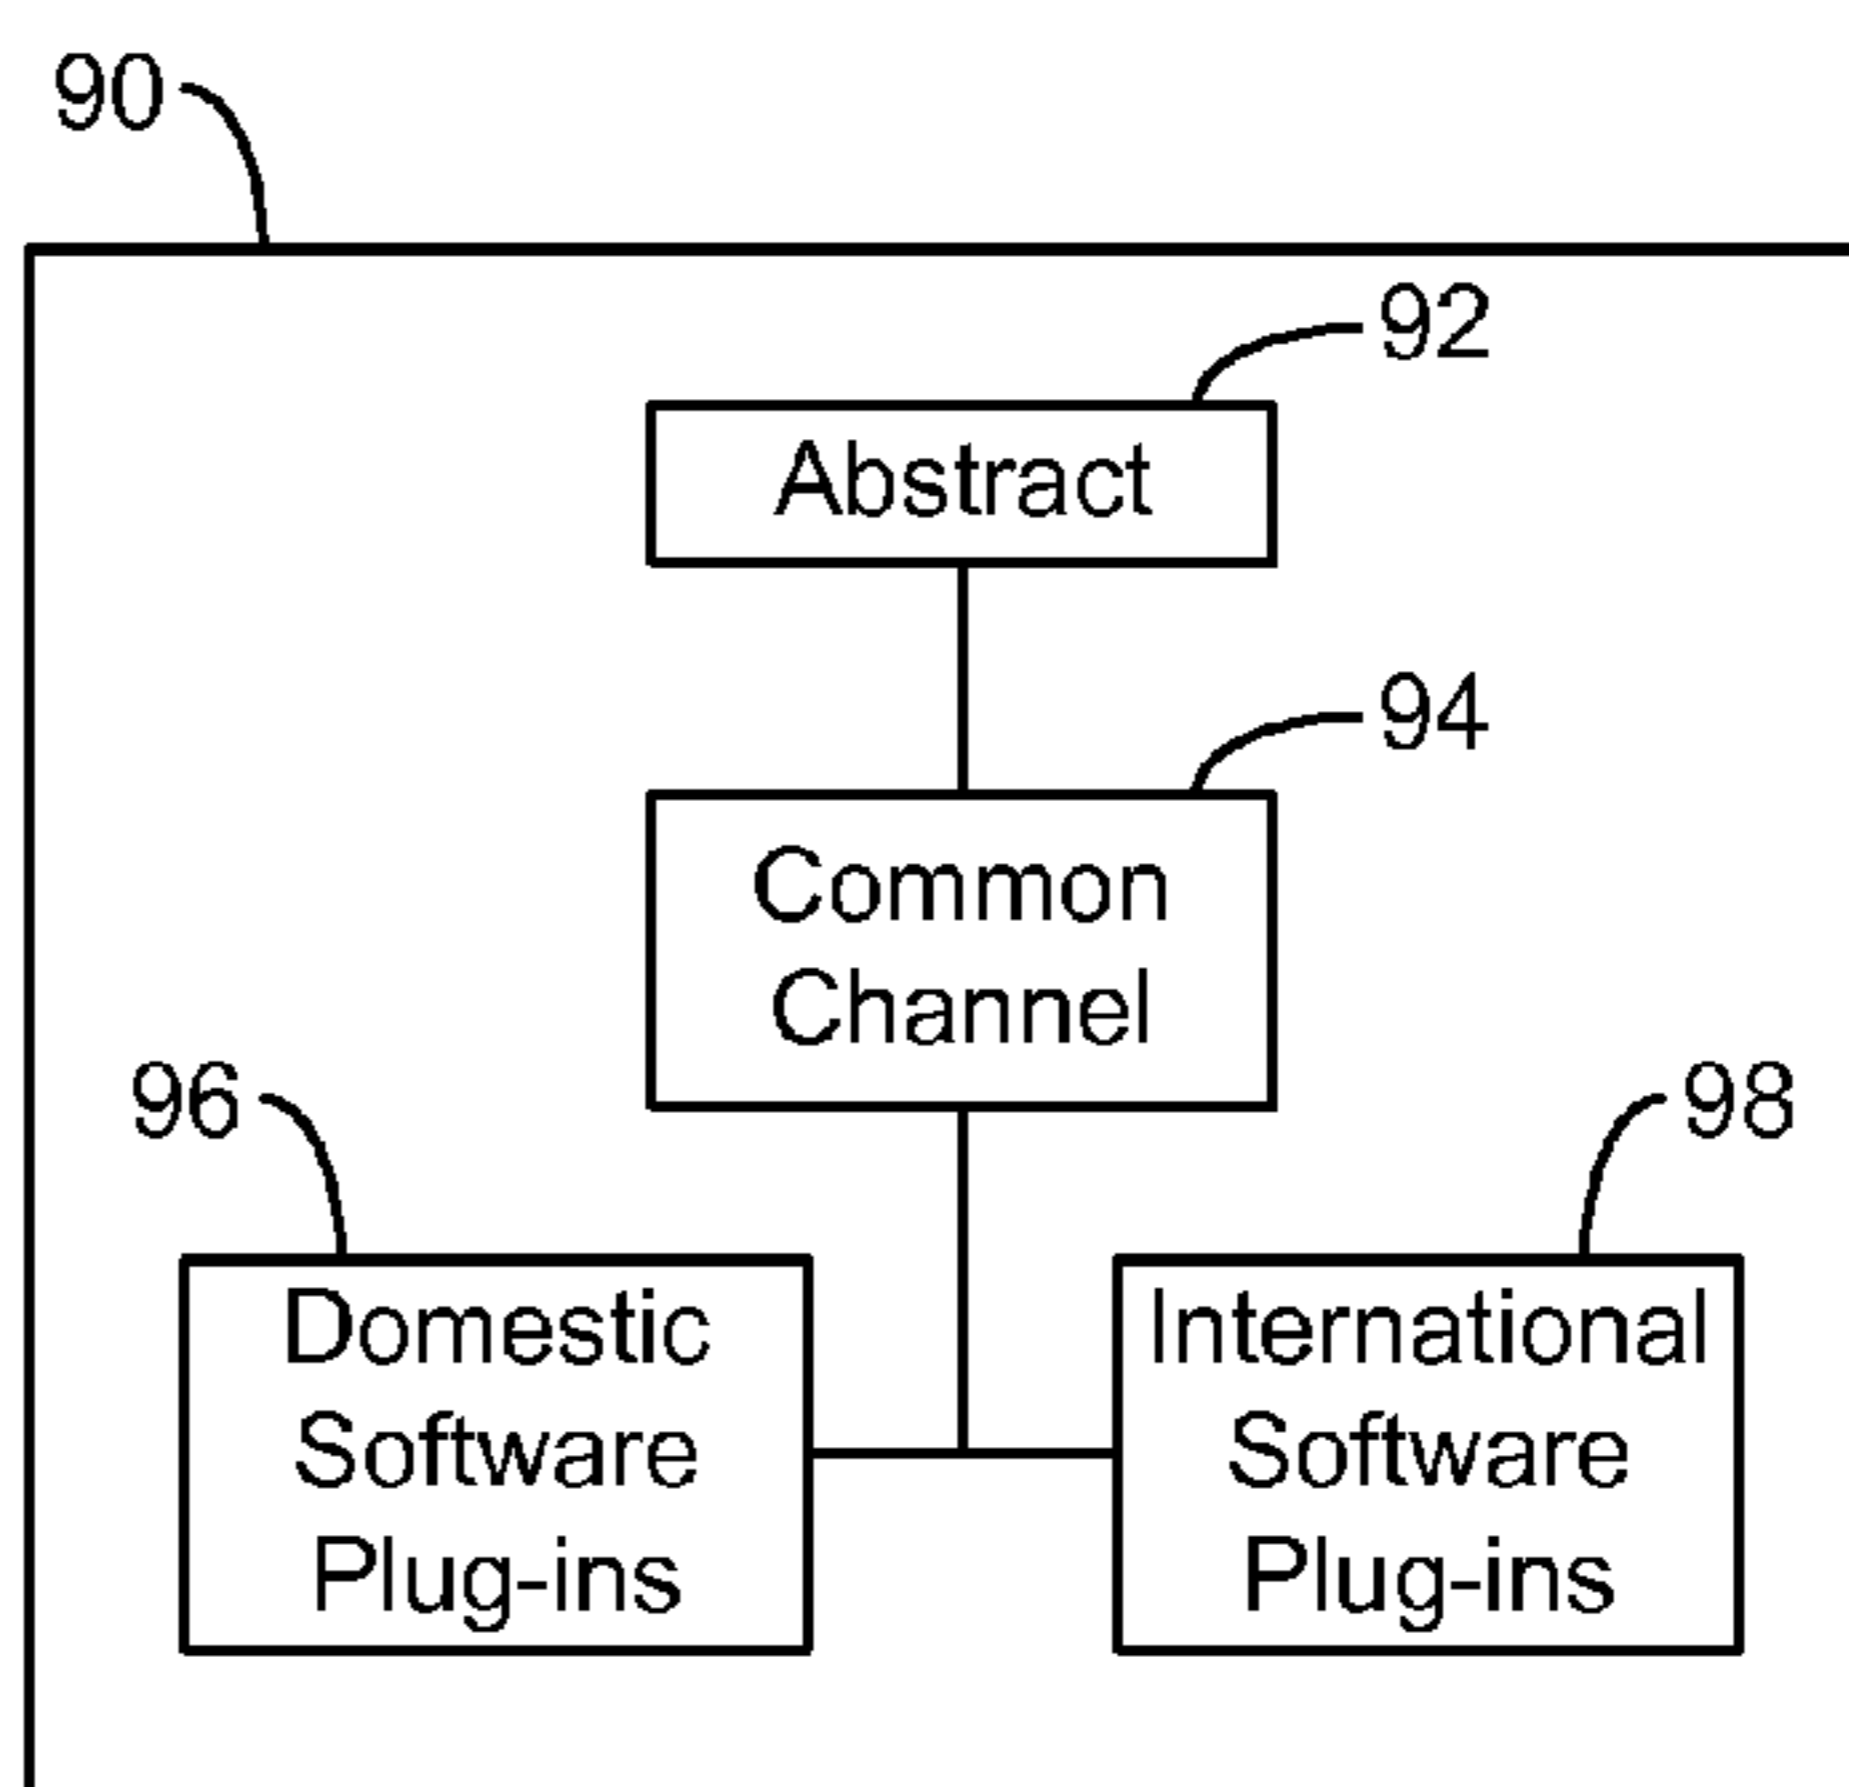 90
92
Abstract
94
Common
Channel
96
98
Domestic
Software
Plug-ins
International
Software
Plug-ins